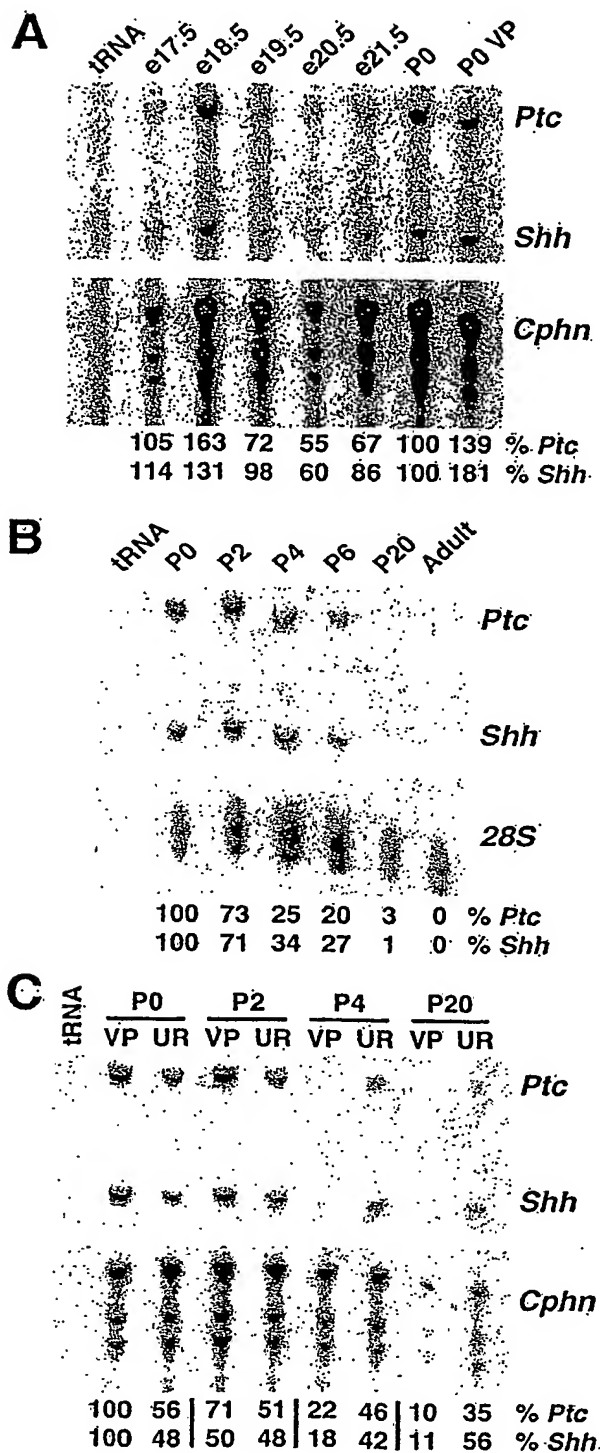 A
tRNA e17.5 e18.5 e19.5 e20.5 e21.5 P0 P0 VP
Ptc
Shh
Cphn
105 163 72 55 67 100 139 % Ptc
114 131 98 60 86 100 181 % Shh
B
tRNA P0 P2 P4 P6 P20 Adult
Ptc
Shh
28S
100 73 25 20 3 0 % Ptc
100 71 34 27 1 0 % Shh
C
tRNA P0 P2 P4 P20
VP UR VP UR VP UR VP UR
Ptc
Shh
Cphn
100 56 71 51 22 46 10 35 % Ptc
100 48 50 48 18 42 11 56 % Shh